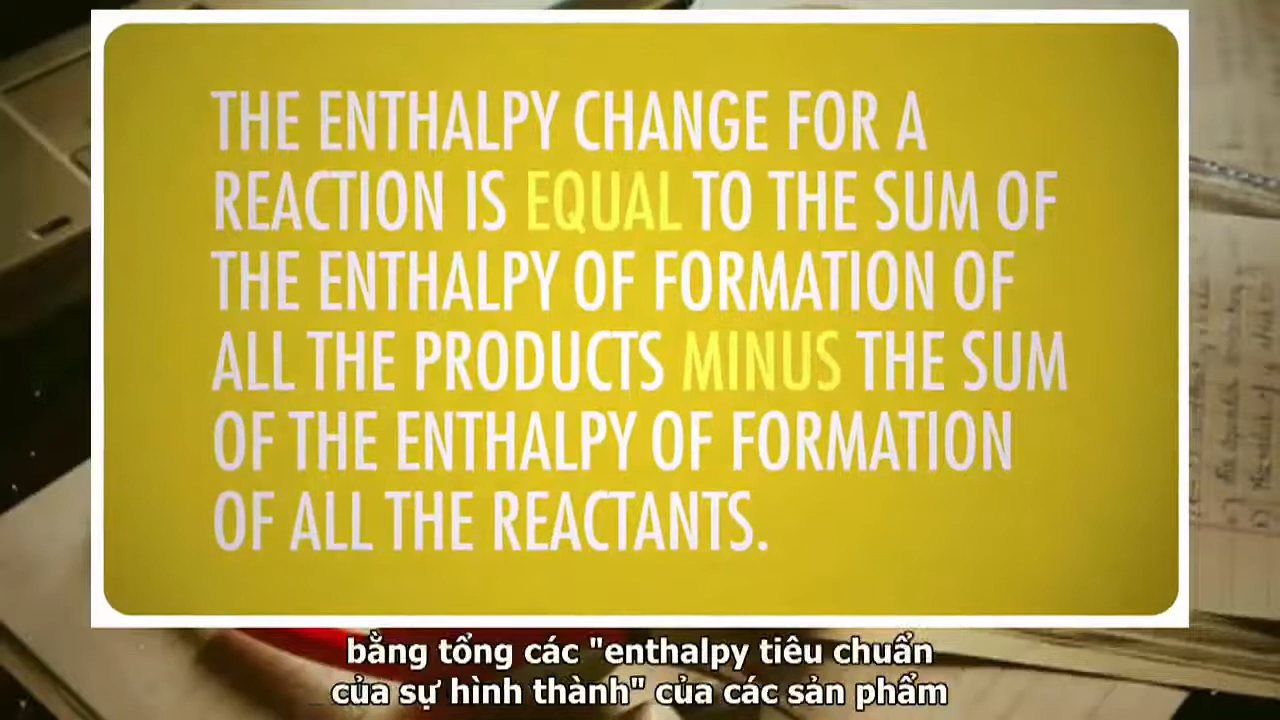 THE ENTHALPY CHANGE FOR A
REACTION IS EQUAL TO THE SUM OF
THE ENTHALPY OF FORMATION OF
ALL THE PRODUCTS MINUS THE SUM
OF THE ENTHALPY OF FORMATION
OF ALL THE REACTANTS.
bằng tổng các "enthalpy tiêu chuẩn
của sự hình thành" của các sản phẩm